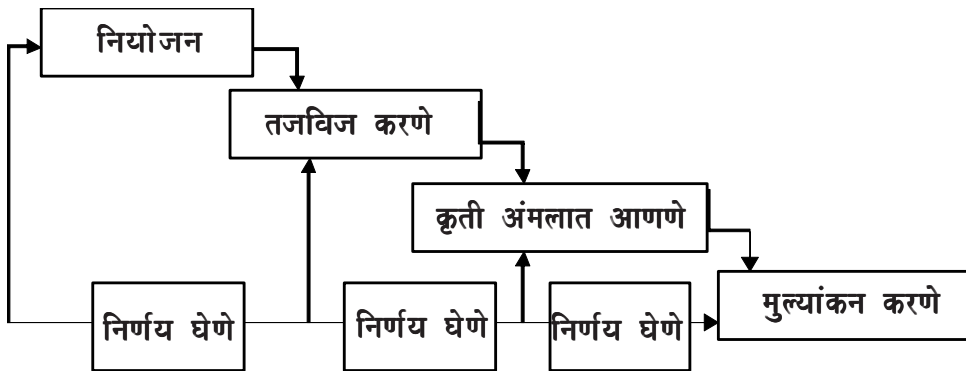 नियोजन
तजविज करणे
कृती अंमलात आणणे
मुल्यांकन करणे
निर्णय घेणे
निर्णय घेणे
निर्णय घेणे